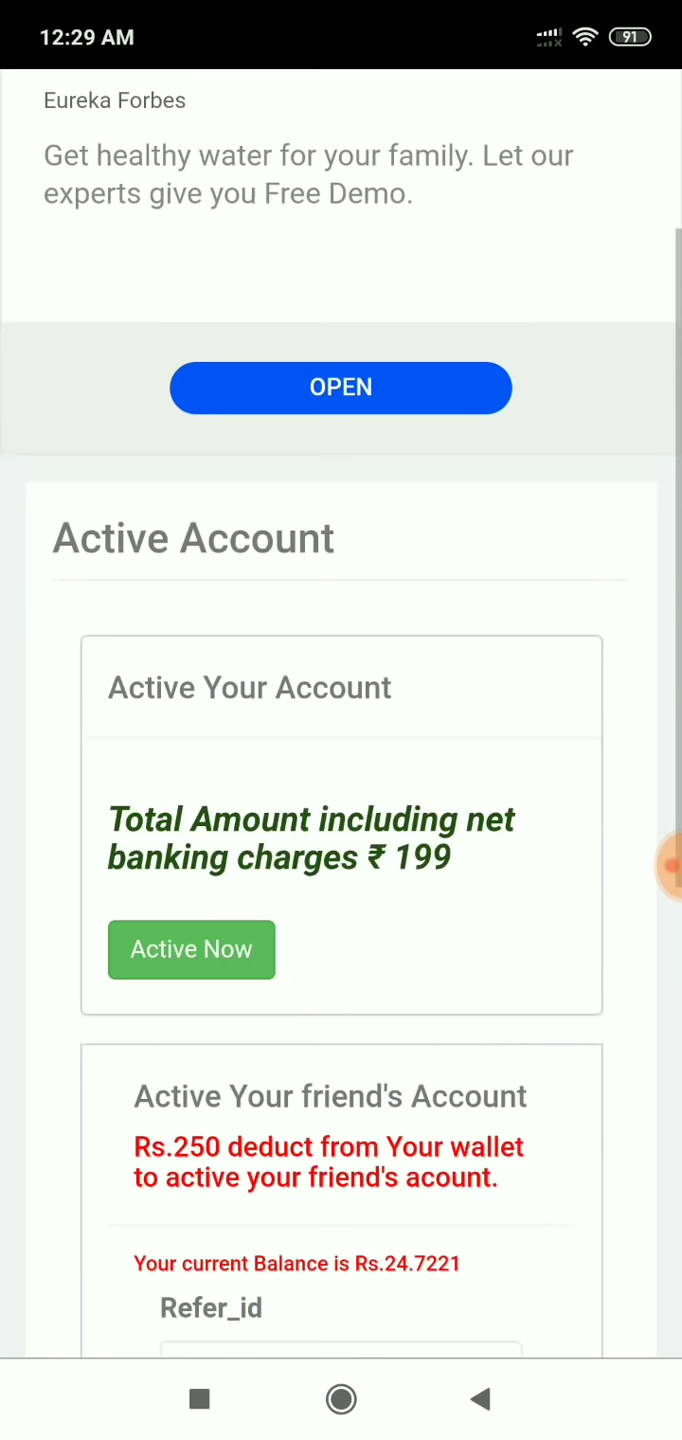 12:29 AM
91
Eureka Forbes
Get healthy water for your family. Let our
experts give you Free Demo.
OPEN
Active Account
Active Your Account
Total Amount including net
banking charges ₹ 199
Active Now
Active Your friend's Account
Rs.250 deduct from Your wallet
to active your friend's acount.
Your current Balance is Rs.24.7221
Refer_id